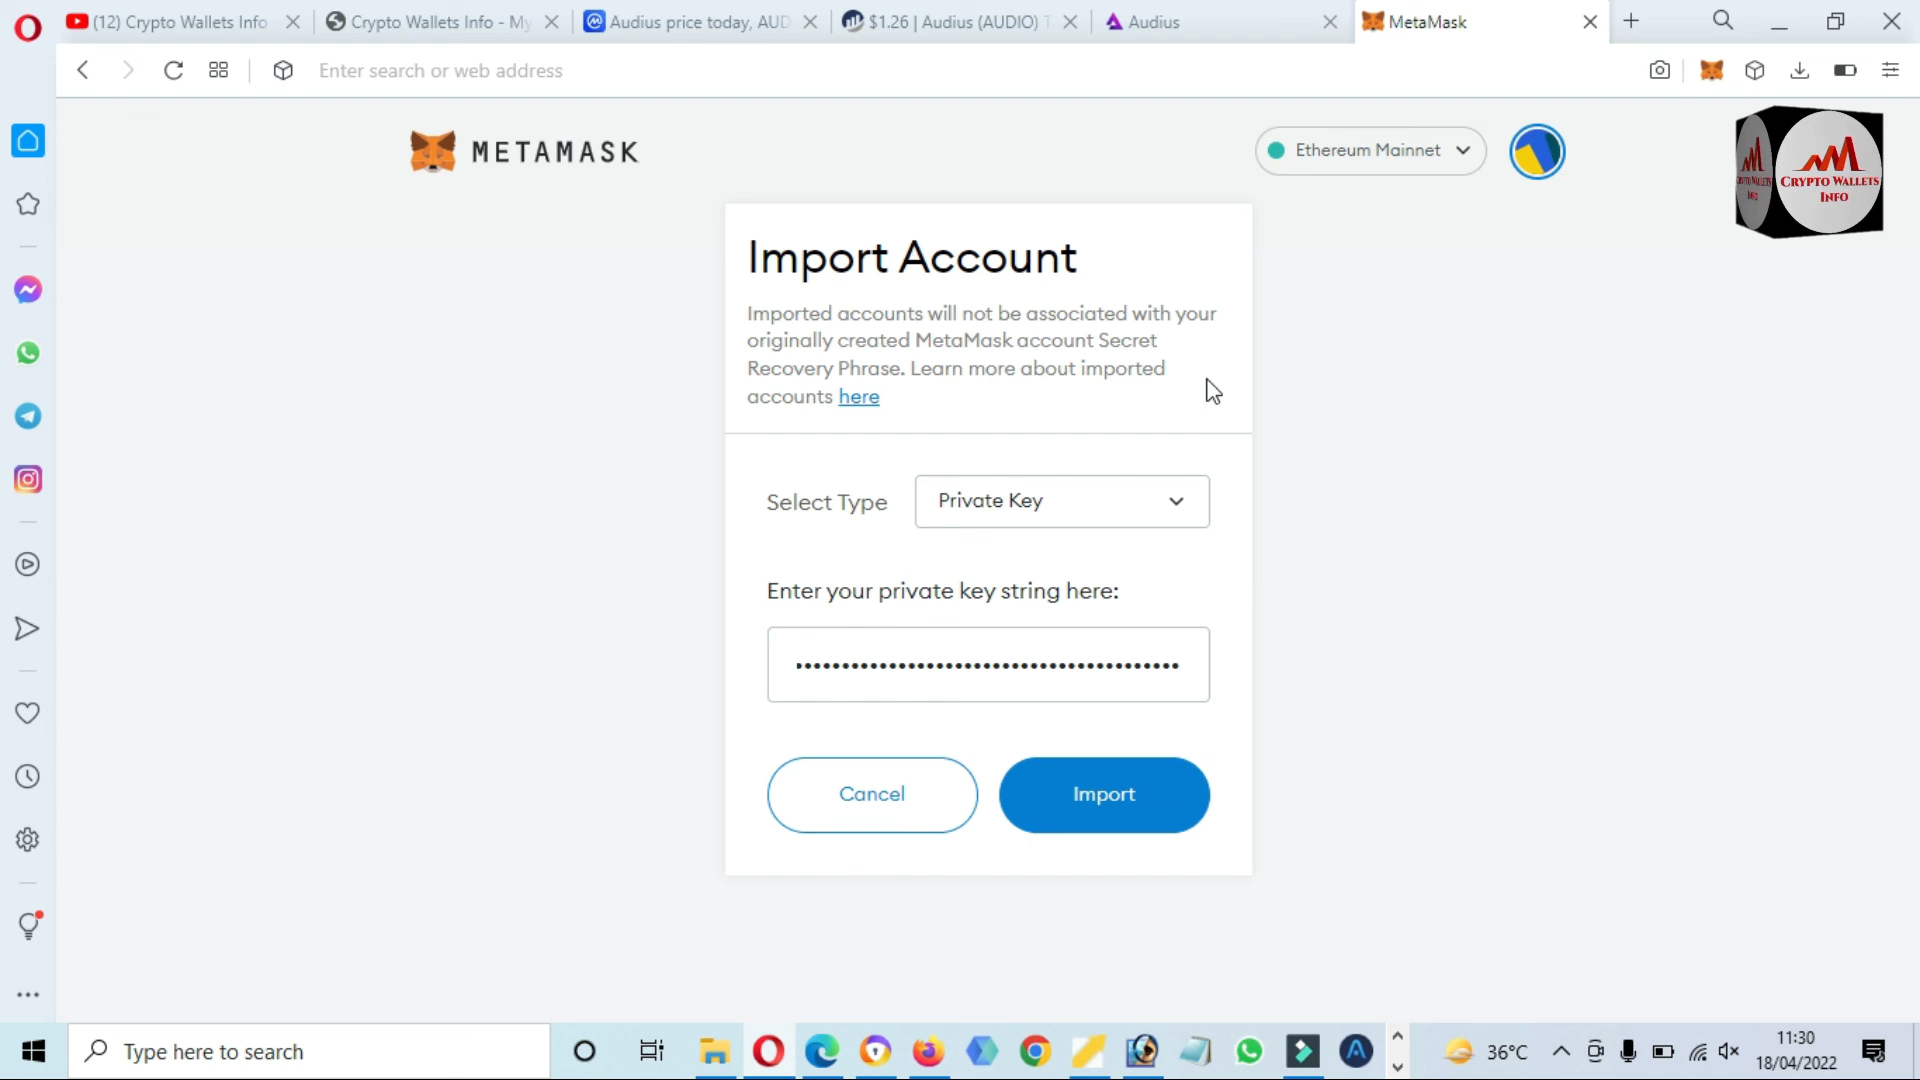 (12) Crypto Wallets Info
Crypto Wallets Info - My
Audius price today, AUD
$1.26 | Audius (AUDIO) T
Audius
MetaMask
Enter search or web address
METAMASK
Ethereum Mainnet
CRYPTO WALLETS
INFO
Import Account
Imported accounts will not be associated with your
originally created MetaMask account Secret
Recovery Phrase. Learn more about imported
accounts here
Select Type
Private Key
Enter your private key string here:
Cancel
Import
Type here to search
36°C
11:30
18/04/2022